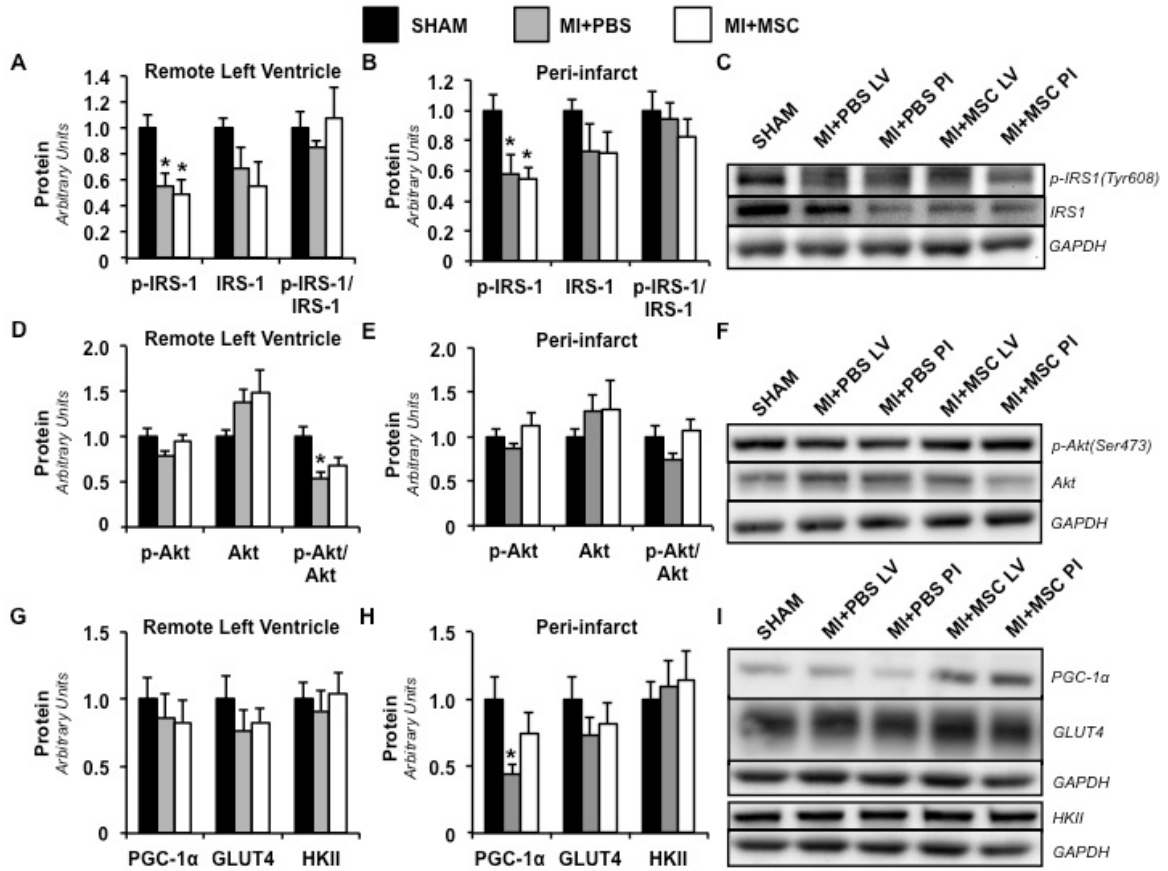 SHAM MI+PBS MI+MSC
A Remote Left Ventricle
Protein
Arbitrary Units
1.4
1.2
1.0
0.8
0.6
0.4
0.2
0
* *
p-IRS-1 IRS-1 p-IRS-1/
IRS-1
B Peri-infarct
Protein
Arbitrary Units
1.2
1.0
0.8
0.6
0.4
0.2
0
* *
p-IRS-1 IRS-1 p-IRS-1/
IRS-1
C
SHAM MI+PBS LV MI+PBS PI MI+MSC LV MI+MSC PI
p-IRS1(Tyr608)
IRS1
GAPDH
D Remote Left Ventricle
Protein
Arbitrary Units
2.0
1.5
1.0
0.5
0
*
p-Akt Akt p-Akt/
Akt
E Peri-infarct
Protein
Arbitrary Units
2.0
1.5
1.0
0.5
0
p-Akt Akt p-Akt/
Akt
F
SHAM MI+PBS LV MI+PBS PI MI+MSC LV MI+MSC PI
p-Akt(Ser473)
Akt
GAPDH
G Remote Left Ventricle
Protein
Arbitrary Units
1.5
1.0
0.5
0.0
PGC-1α GLUT4 HKII
H Peri-infarct
Protein
Arbitrary Units
1.5
1.0
0.5
0.0
*
PGC-1α GLUT4 HKII
I
SHAM MI+PBS LV MI+PBS PI MI+MSC LV MI+MSC PI
PGC-1α
GLUT4
GAPDH
HKII
GAPDH